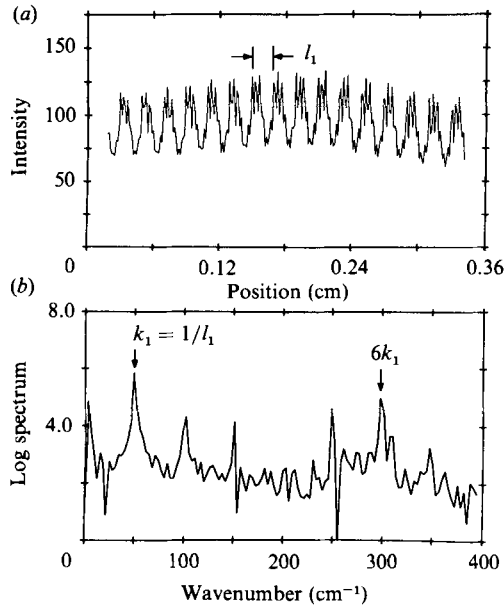 (a)
175
125
100
75
50
0
Intensity
l₁
0.12
0.24
0.36
Position (cm)
(b)
8.0
4.0
0
Log spectrum
k₁ = 1/l₁
6k₁
100
200
300
400
Wavenumber (cm⁻¹)